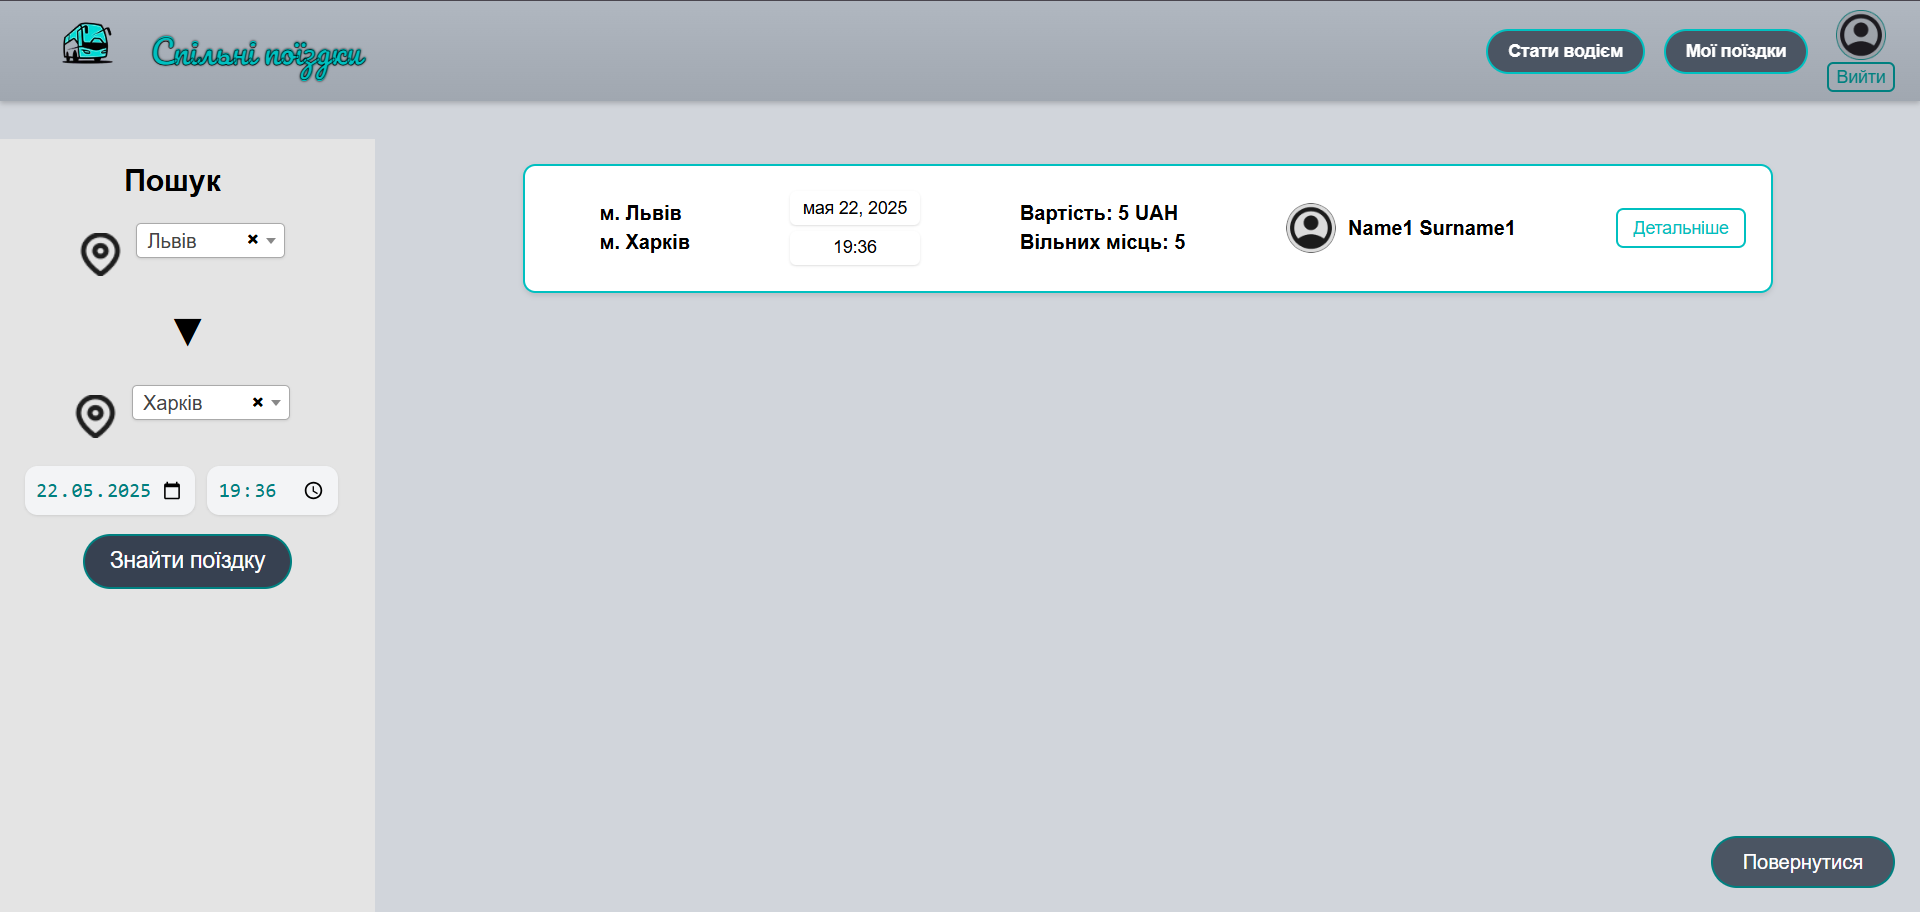 Спільні поїздки
Стати водієм
Мої поїздки
Вийти
Пошук
Львів
Харків
22.05.2025
19:36
Знайти поїздку
м. Львів
м. Харків
мая 22, 2025
19:36
Вартість: 5 UAH
Вільних місць: 5
Name1 Surname1
Детальніше
Повернутися